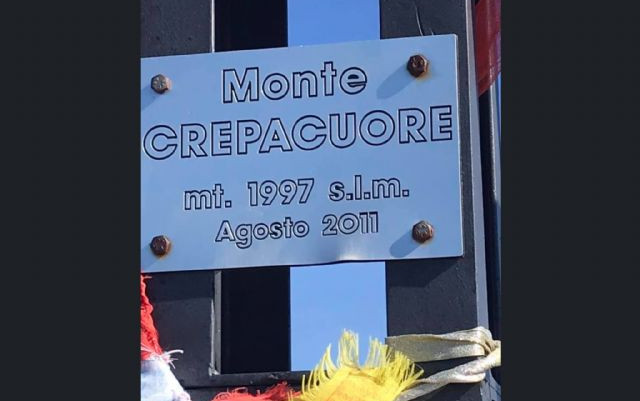 Monte
CREPACUORE
mt. 1997 s.l.m.
Agosto 2011